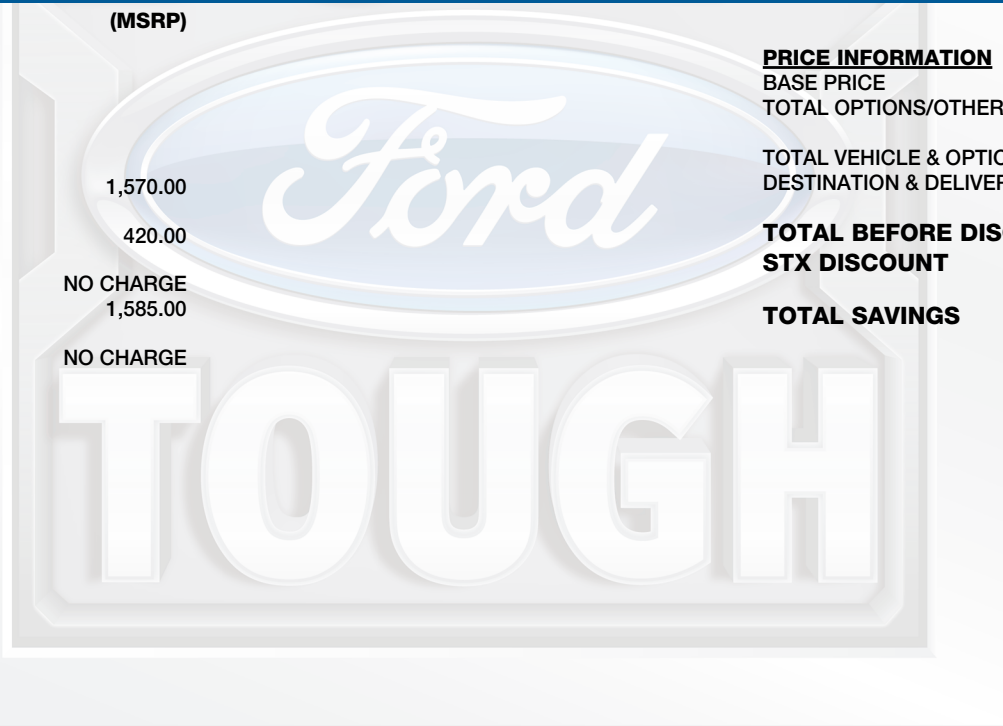 (MSRP)
PRICE INFORMATION
BASE PRICE
TOTAL OPTIONS/OTHER
TOTAL VEHICLE & OPTIO
1,570.00
DESTINATION & DELIVER
420.00
TOTAL BEFORE DIS
NO CHARGE
STX DISCOUNT
1,585.00
TOTAL SAVINGS
NO CHARGE
Ford
TOUGH